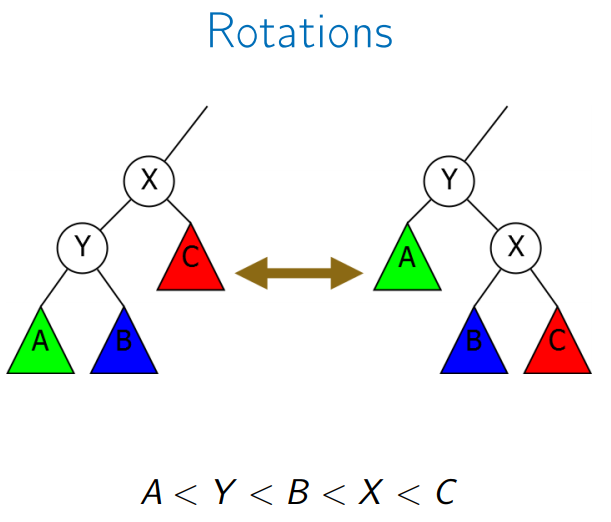 Rotations
X Y
Y C A X
A B B C
A < Y < B < X < C